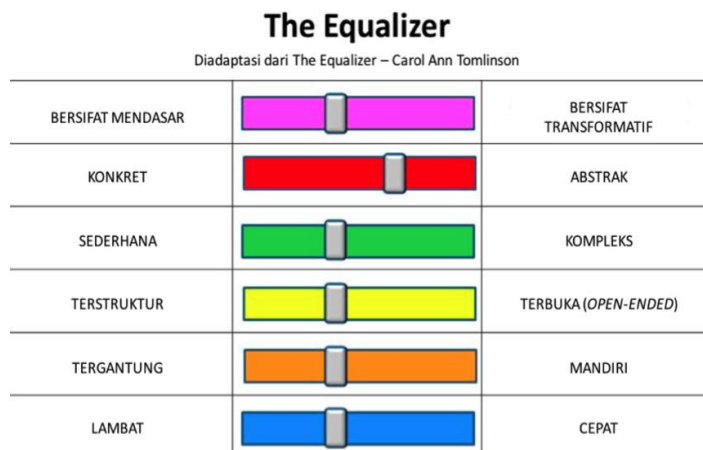 The Equalizer
Diadaptasi dari The Equalizer – Carol Ann Tomlinson
BERSIFAT MENDASAR
BERSIFAT
TRANSFORMATIF
KONKRET
ABSTRAK
SEDERHANA
KOMPLEKS
TERSTRUKTUR
TERBUKA (OPEN-ENDED)
TERGANTUNG
MANDIRI
LAMBAT
CEPAT